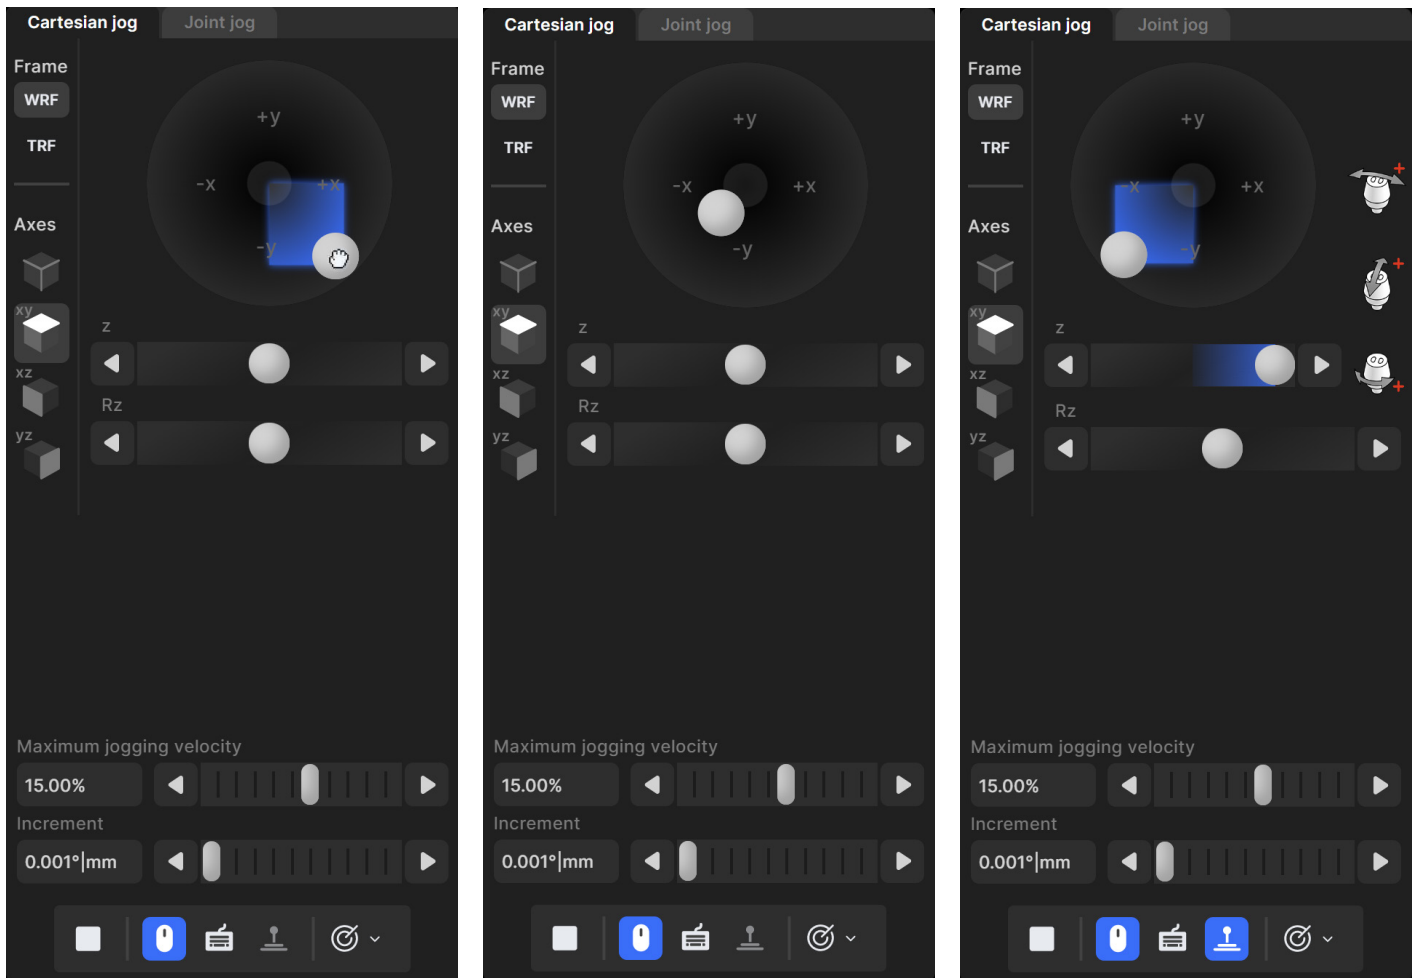 Cartesian jog
Joint jog
Frame
WRF
TRF
Axes
xy
xz
yz
+y
-x
+x
-y
z
Rz
Maximum jogging velocity
15.00%
Increment
0.001°|mm
Cartesian jog
Joint jog
Frame
WRF
TRF
Axes
xy
xz
yz
+y
-x
+x
-y
z
Rz
Maximum jogging velocity
15.00%
Increment
0.001°|mm
Cartesian jog
Joint jog
Frame
WRF
TRF
Axes
xy
xz
yz
+y
-x
+x
-y
z
Rz
+
+
+
Maximum jogging velocity
15.00%
Increment
0.001°|mm